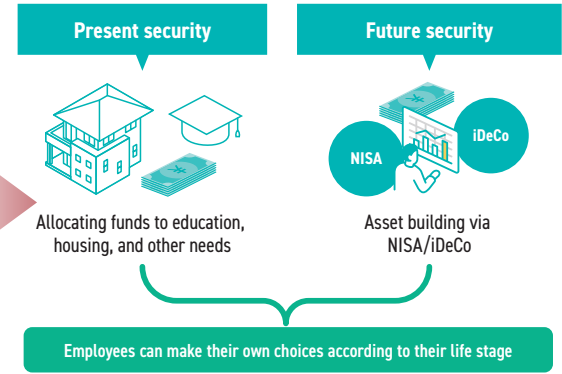 Present security
Future security
NISA
iDeCo
Allocating funds to education,
housing, and other needs
Asset building via
NISA/iDeCo
Employees can make their own choices according to their life stage